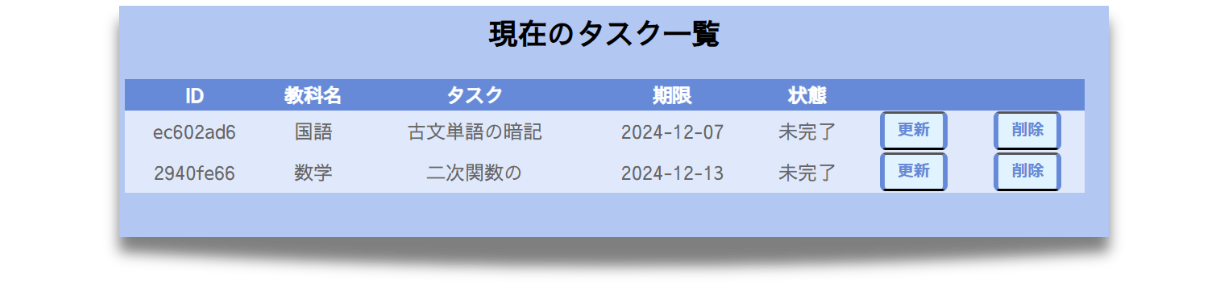 現在のタスク一覧
ID 教科名 タスク 期限 状態
ec602ad6 国語 古文単語の暗記 2024-12-07 未完了 更新 削除
2940fe66 数学 二次関数の 2024-12-13 未完了 更新 削除